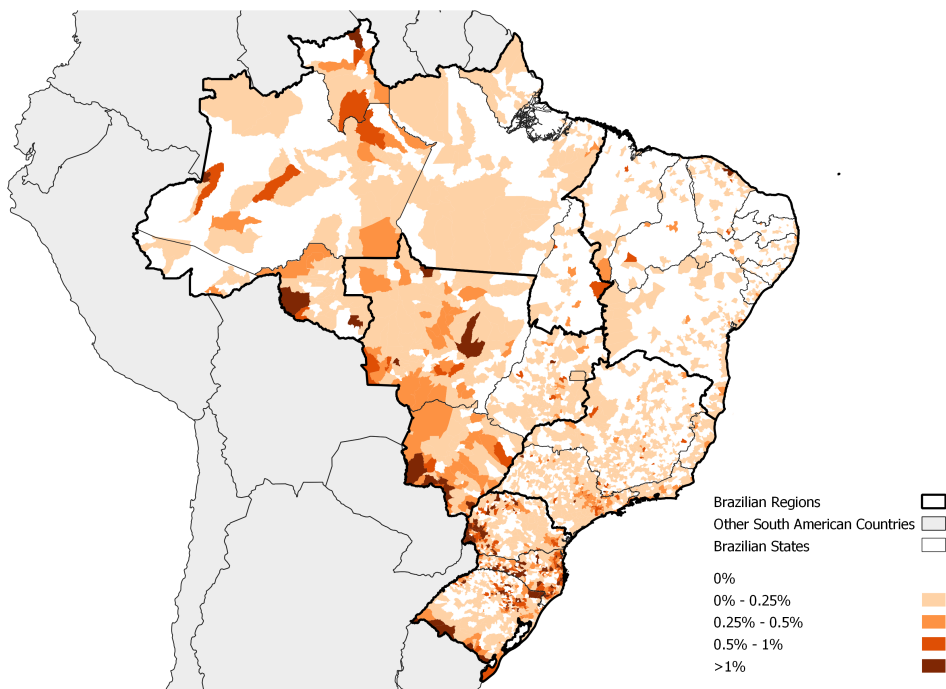 Brazilian Regions
Other South American Countries
Brazilian States
0%
0% - 0.25%
0.25% - 0.5%
0.5% - 1%
>1%